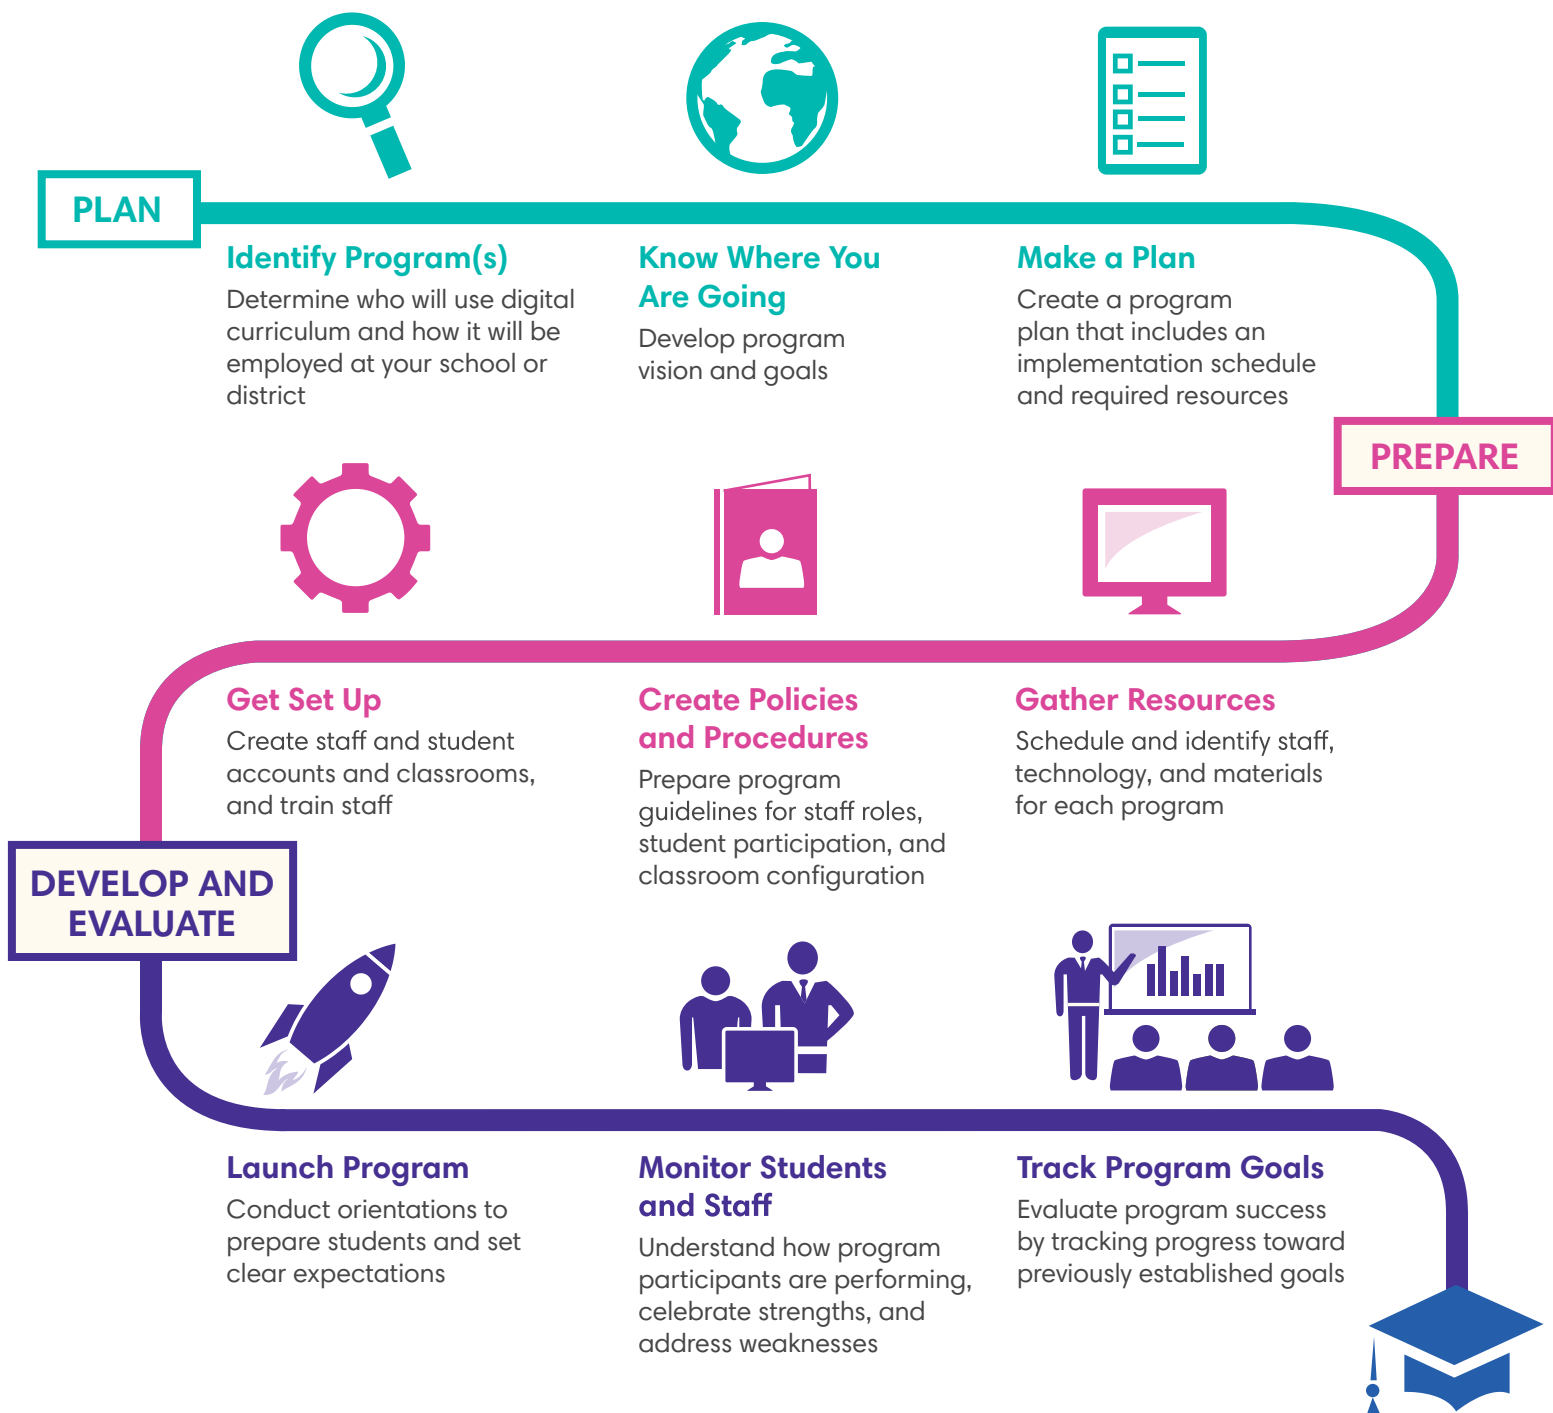 PLAN
Identify Program(s)
Determine who will use digital
curriculum and how it will be
employed at your school or
district
Know Where You
Are Going
Develop program
vision and goals
Make a Plan
Create a program
plan that includes an
implementation schedule
and required resources
PREPARE
Get Set Up
Create staff and student
accounts and classrooms,
and train staff
Create Policies
and Procedures
Prepare program
guidelines for staff roles,
student participation, and
classroom configuration
Gather Resources
Schedule and identify staff,
technology, and materials
for each program
DEVELOP AND
EVALUATE
Launch Program
Conduct orientations to
prepare students and set
clear expectations
Monitor Students
and Staff
Understand how program
participants are performing,
celebrate strengths, and
address weaknesses
Track Program Goals
Evaluate program success
by tracking progress toward
previously established goals